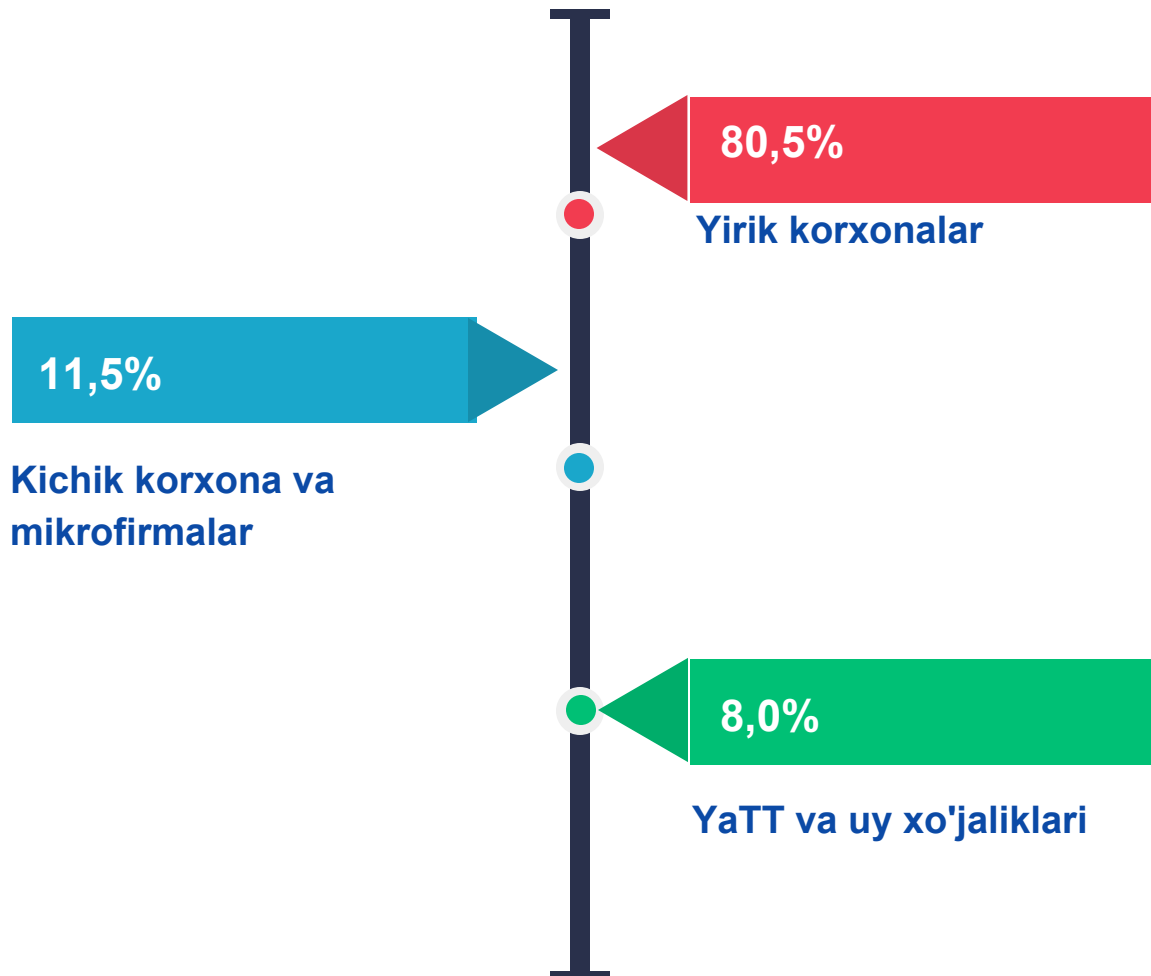 80,5%
Yirik korxonalar
11,5%
Kichik korxona va
mikrofirmalar
8,0%
YaTT va uy xo'jaliklari